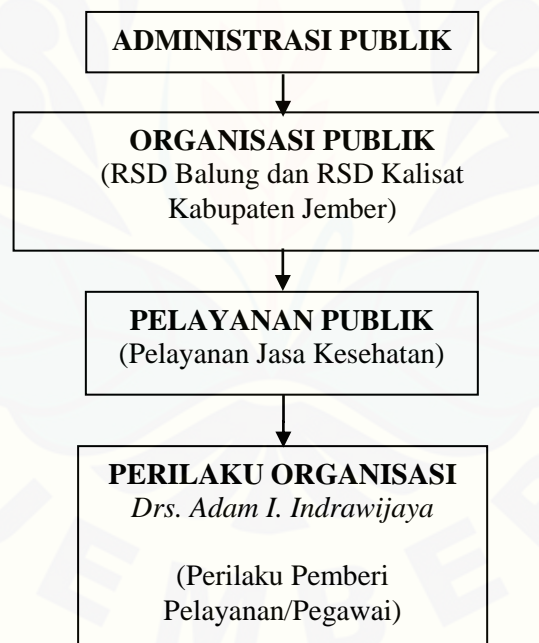 ADMINISTRASI PUBLIK
ORGANISASI PUBLIK
(RSD Balung dan RSD Kalisat
Kabupaten Jember)
PELAYANAN PUBLIK
(Pelayanan Jasa Kesehatan)
PERILAKU ORGANISASI
Drs. Adam I. Indrawijaya
(Perilaku Pemberi
Pelayanan/Pegawai)